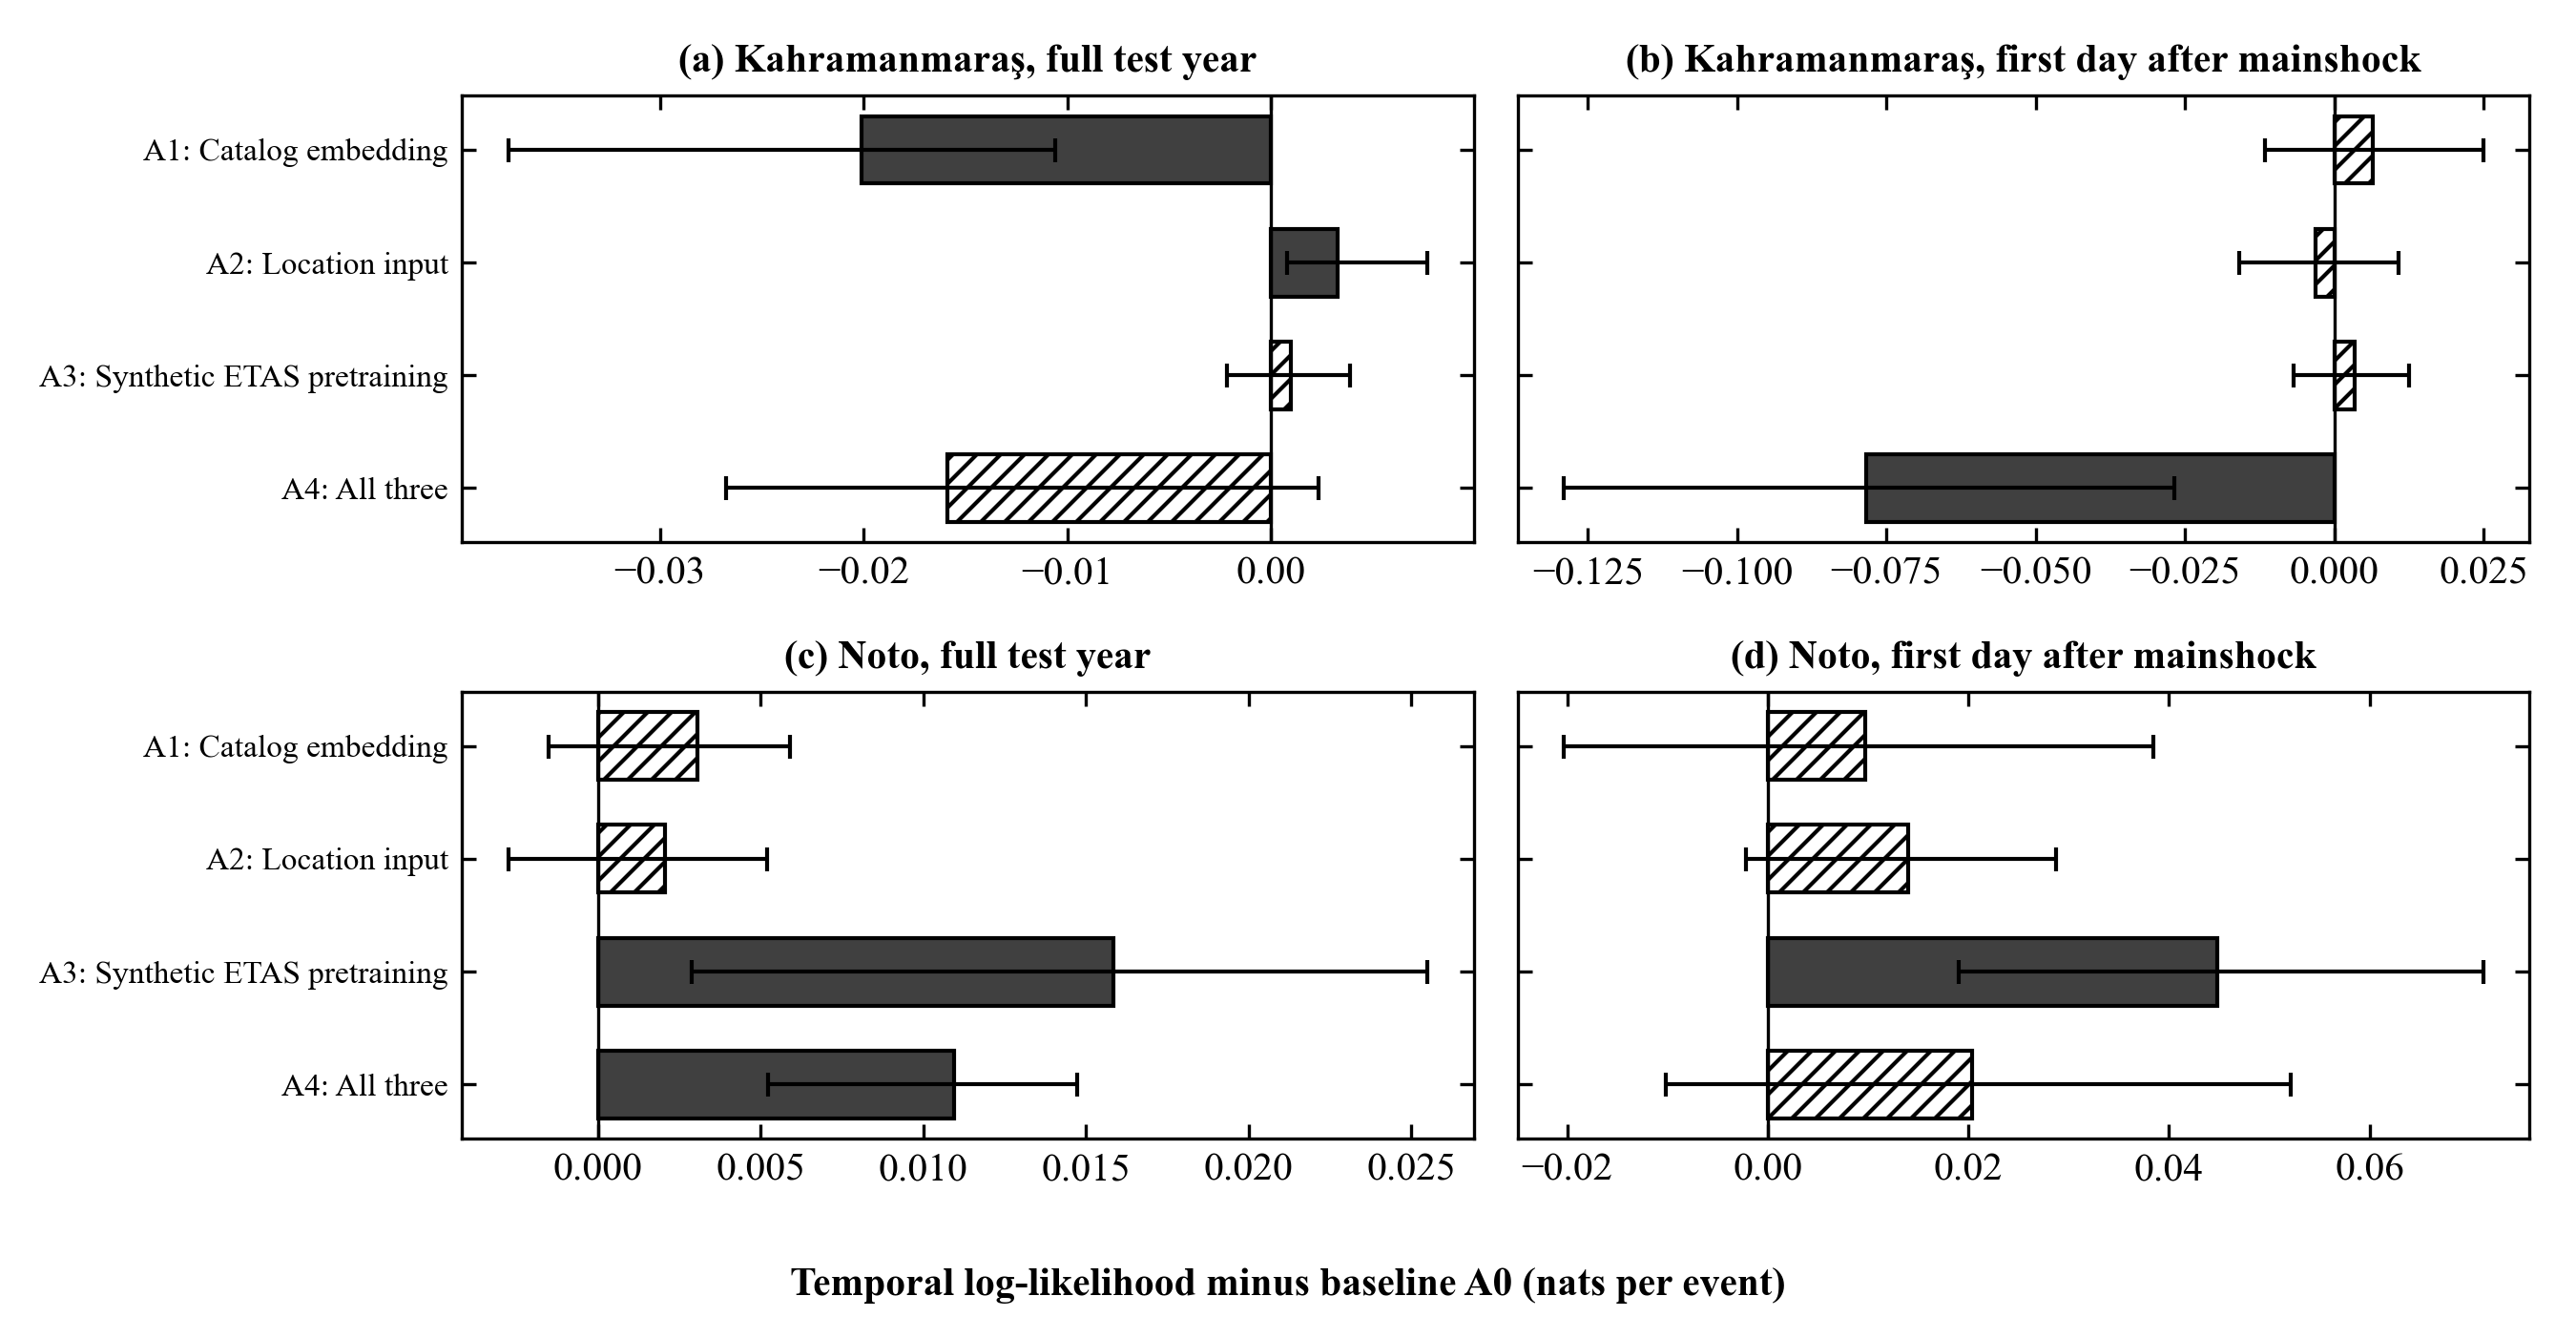 (a) Kahramanmaraş, full test year
(b) Kahramanmaraş, first day after mainshock
A1: Catalog embedding
A2: Location input
A3: Synthetic ETAS pretraining
A4: All three
−0.03 −0.02 −0.01 0.00
−0.125 −0.100 −0.075 −0.050 −0.025 0.000 0.025
(c) Noto, full test year
(d) Noto, first day after mainshock
A1: Catalog embedding
A2: Location input
A3: Synthetic ETAS pretraining
A4: All three
0.000 0.005 0.010 0.015 0.020 0.025
−0.02 0.00 0.02 0.04 0.06
Temporal log-likelihood minus baseline A0 (nats per event)